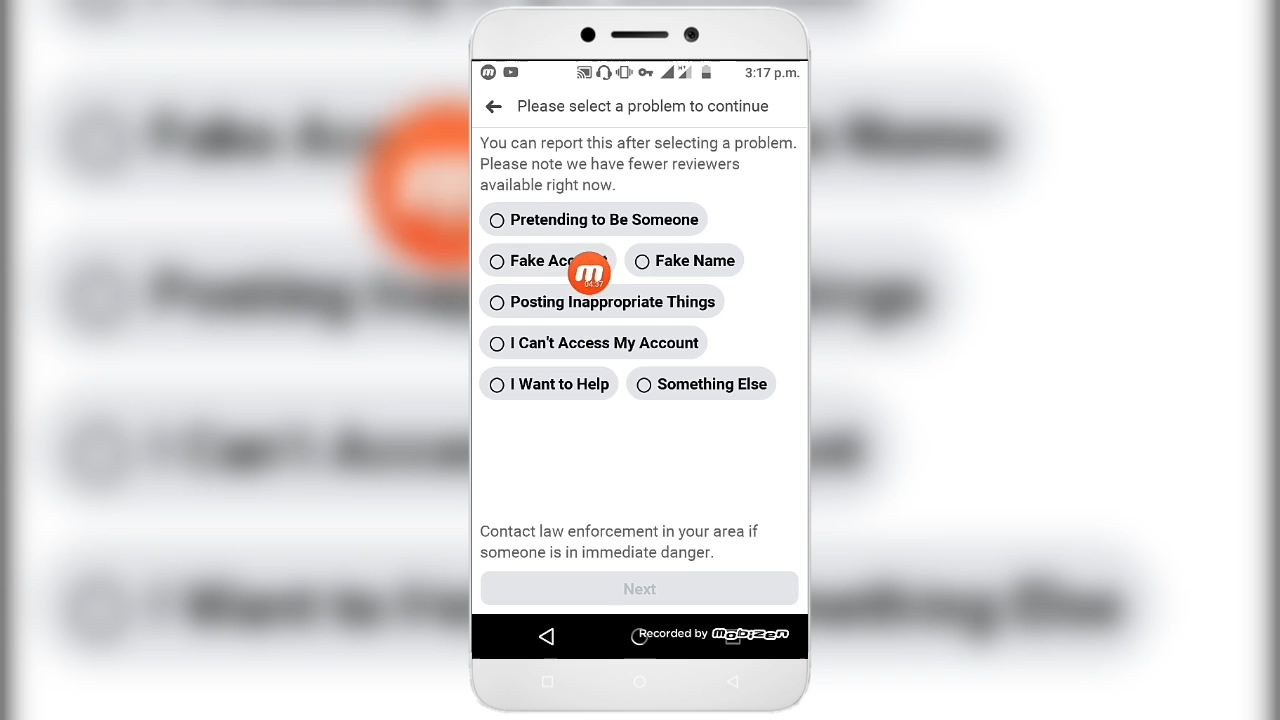 3:17 p.m.
Please select a problem to continue
You can report this after selecting a problem.
Please note we have fewer reviewers
available right now.
Pretending to Be Someone
Fake Fake Name
m
04:37
Posting Inappropriate Things
I Can't Access My Account
I Want to Help Something Else
Contact law enforcement in your area if
someone is in immediate danger.
Next
Recorded by Mobizen